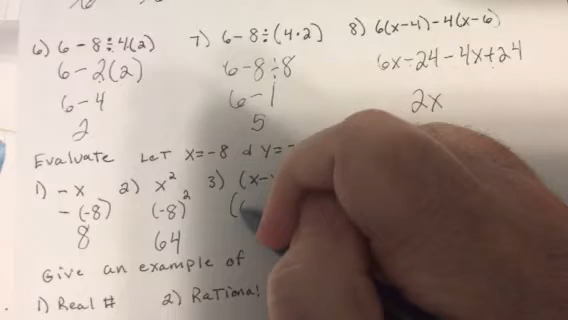 6) 6-8÷4(2) 7) 6-8÷(4·2) 8) 6(x-4)-4(x-6)
6-2(2) 6-8÷8 6x-24-4x+24
6-4 6-1 2x
2 5
Evaluate Let x=-8 & y=-
1) -x 2) x² 3) (x-
-(-8) (-8)² (
8 64
Give an example of
1) Real # 2) Rational